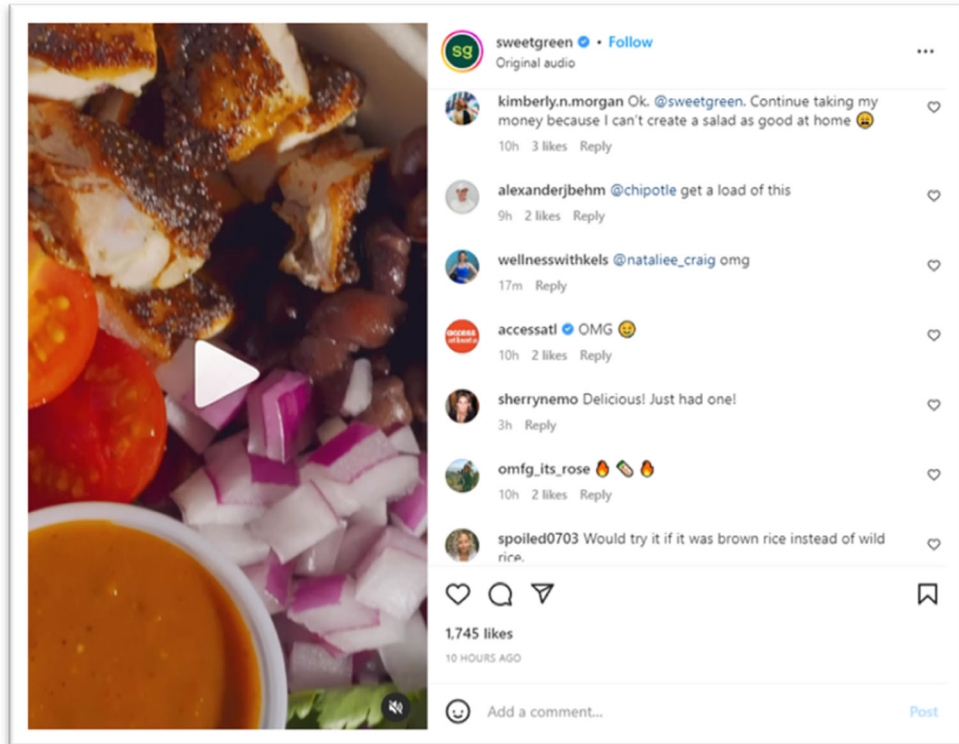 sg
sweetgreen • Follow
Original audio
kimberly.n.morgan Ok. @sweetgreen. Continue taking my
money because I can't create a salad as good at home 😩
10h 3 likes Reply
alexanderjbehm @chipotle get a load of this
9h 2 likes Reply
wellnesswithkels @nataliee_craig omg
17m Reply
accessatl OMG 🤤
10h 2 likes Reply
sherrynemo Delicious! Just had one!
3h Reply
omfg_its_rose 🔥 🌯 🔥
10h 2 likes Reply
spoiled0703 Would try it if it was brown rice instead of wild
rice.
1,745 likes
10 HOURS AGO
Add a comment...
Post